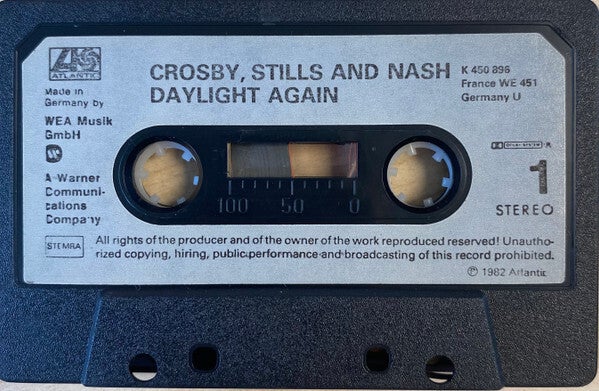 ATLANTIC
CROSBY, STILLS AND NASH
DAYLIGHT AGAIN
K 450 896
France WE 451
Germany U
Made in
Germany by
WEA Musik
GmbH
A Warner
Communi-
cations
Company
DOLBY SYSTEM
1
STEREO
100 50 0
STEMRA
All rights of the producer and of the owner of the work reproduced reserved! Unautho-
rized copying, hiring, public performance and broadcasting of this record prohibited.
℗ 1982 Atlantic